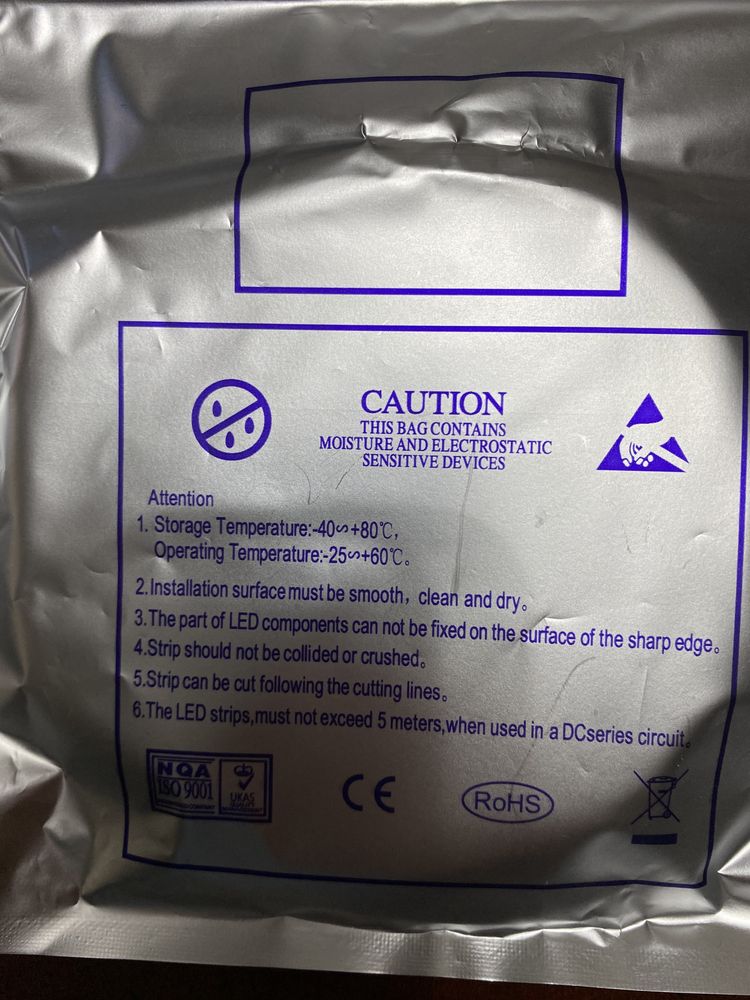 CAUTION
THIS BAG CONTAINS
MOISTURE AND ELECTROSTATIC
SENSITIVE DEVICES
Attention
1. Storage Temperature:-40∽+80℃,
Operating Temperature:-25∽+60℃。
2.Installation surface must be smooth，clean and dry。
3.The part of LED components can not be fixed on the surface of the sharp edge。
4.Strip should not be collided or crushed。
5.Strip can be cut following the cutting lines。
6.The LED strips,must not exceed 5 meters,when used in a DCseries circuit。
NQA
ISO 9001
UKAS
CE
RoHS